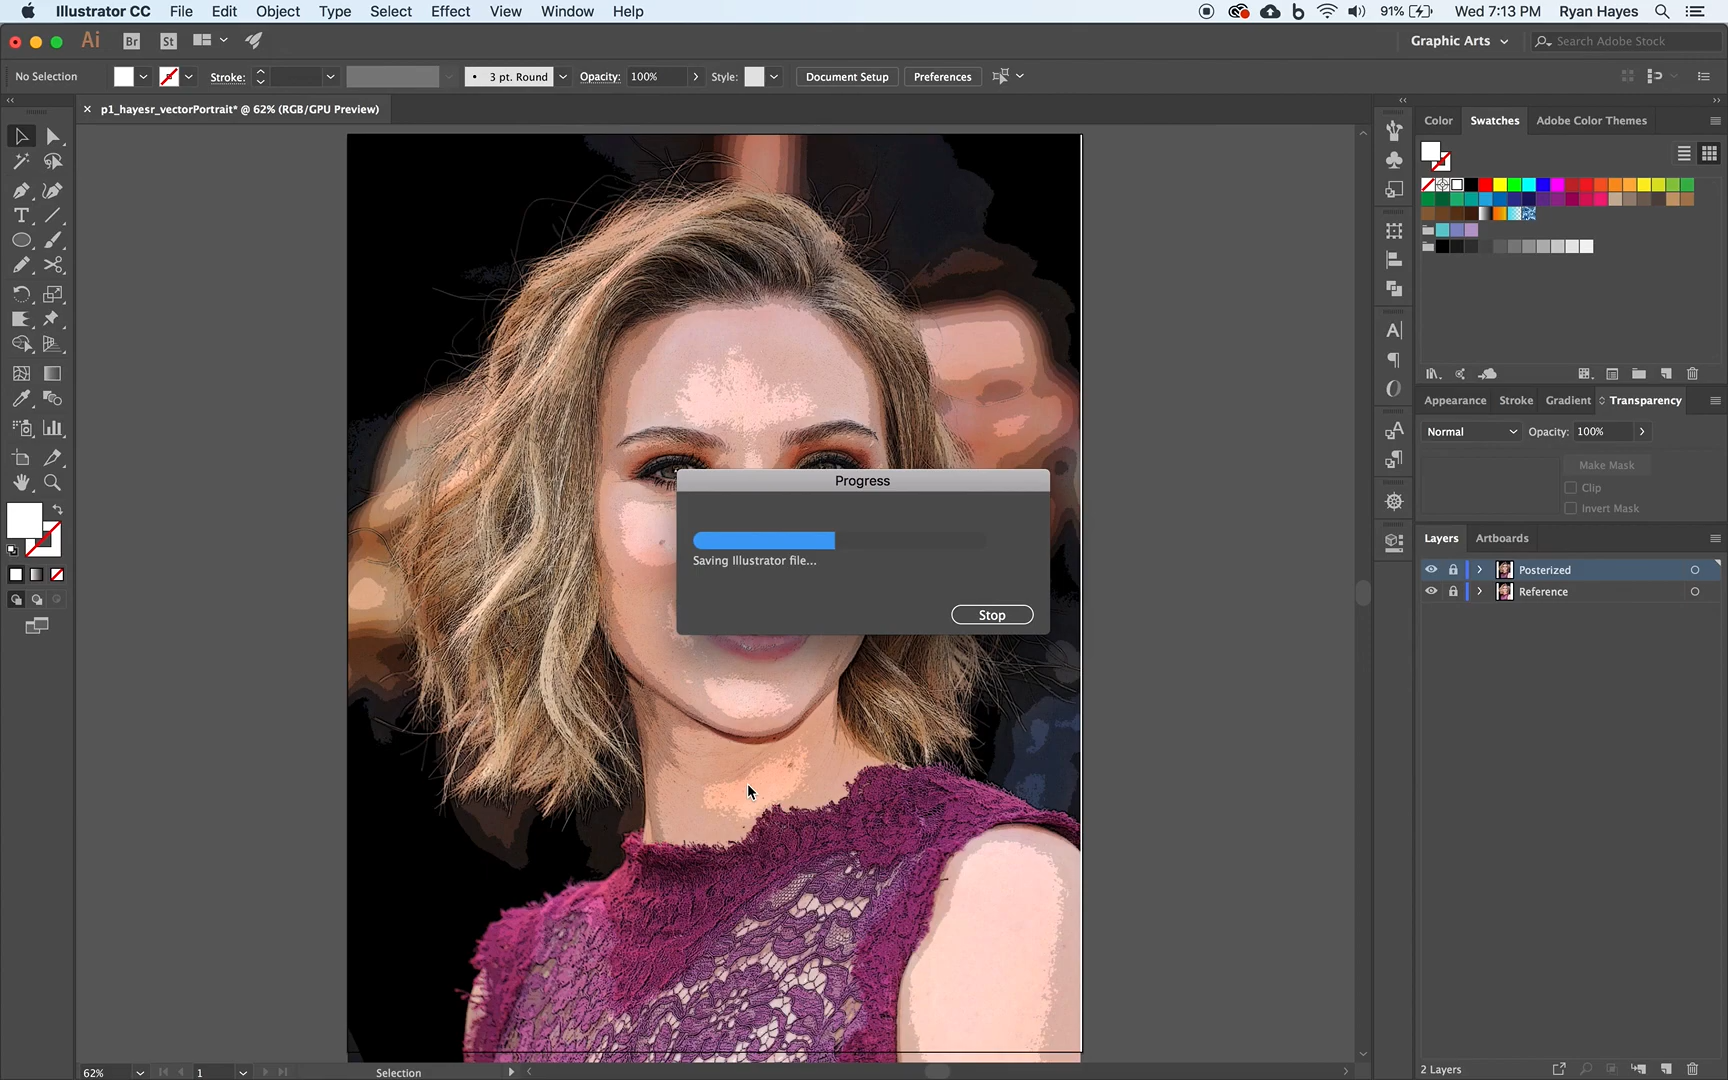 Illustrator CC File Edit Object Type Select Effect View Window Help 91% Wed 7:13 PM Ryan Hayes
Ai Br St Graphic Arts Search Adobe Stock
No Selection Stroke: 3 pt. Round Opacity: 100% Style: Document Setup Preferences
p1_hayesr_vectorPortrait* @ 62% (RGB/GPU Preview)
Color Swatches Adobe Color Themes
Appearance Stroke Gradient Transparency
Normal Opacity: 100%
Make Mask
Clip
Invert Mask
Progress
Saving Illustrator file...
Stop
Layers Artboards
Posterized
Reference
62% 1 Selection 2 Layers